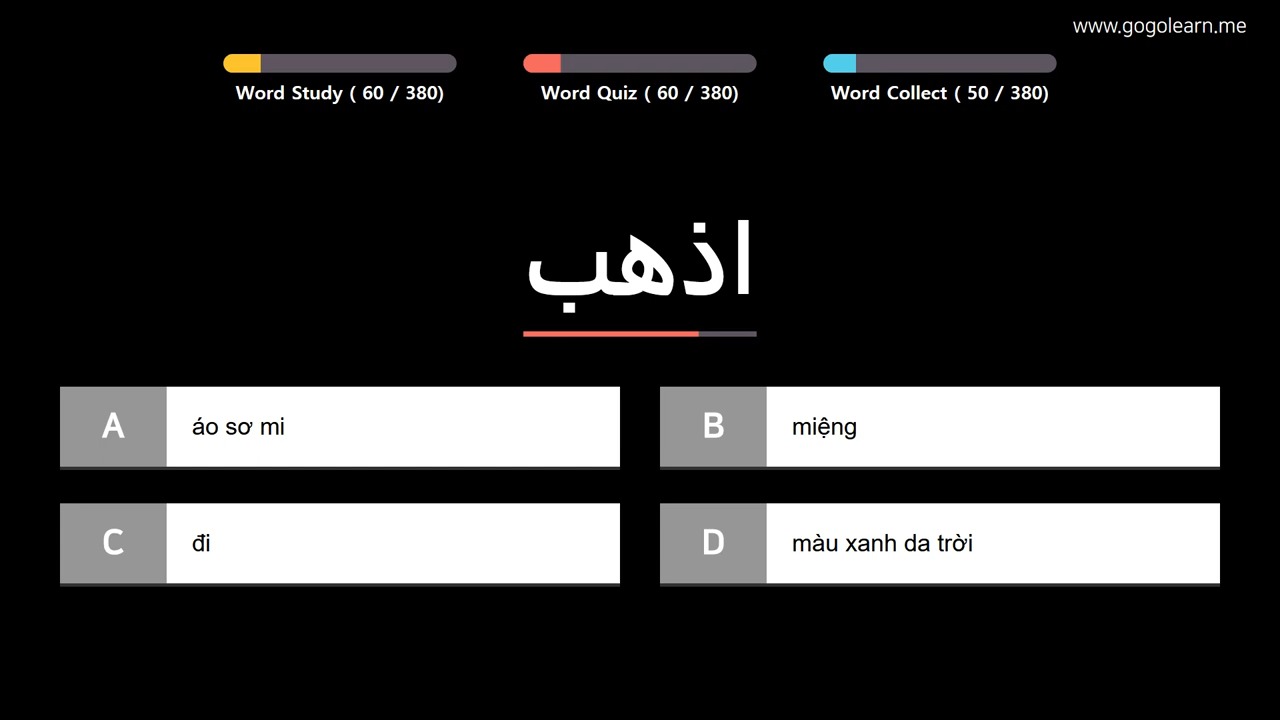 www.gogolearn.me
Word Study ( 60 / 380)
Word Quiz ( 60 / 380)
Word Collect ( 50 / 380)
اذهب
A áo sơ mi
B miệng
C đi
D màu xanh da trời